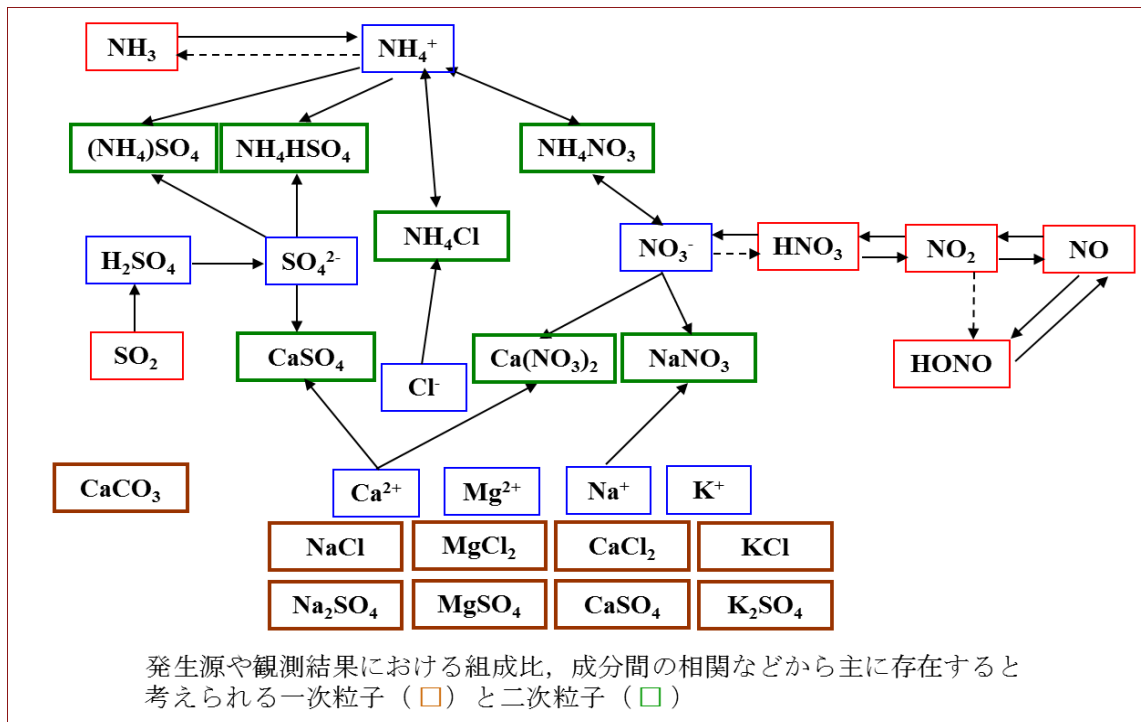 NH₃
NH₄⁺
(NH₄)SO₄
NH₄HSO₄
NH₄NO₃
NH₄Cl
NO₃⁻
HNO₃
NO₂
NO
H₂SO₄
SO₄²⁻
SO₂
CaSO₄
Cl⁻
Ca(NO₃)₂
NaNO₃
HONO
CaCO₃
Ca²⁺
Mg²⁺
Na⁺
K⁺
NaCl
MgCl₂
CaCl₂
KCl
Na₂SO₄
MgSO₄
CaSO₄
K₂SO₄
発生源や観測結果における組成比，成分間の相関などから主に存在すると
考えられる一次粒子（□）と二次粒子（□）